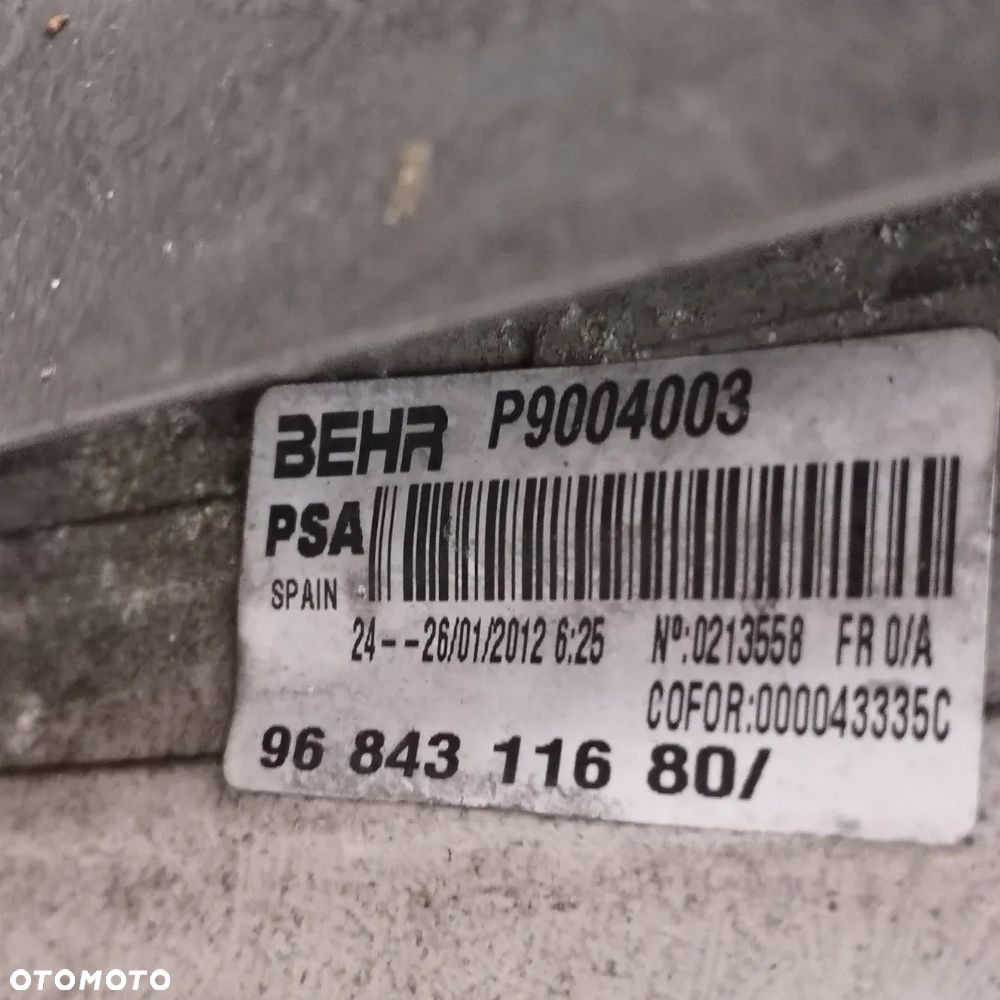 BEHR P9004003
PSA
SPAIN
24--26/01/2012 6:25 Nº:0213558 FR 0/A
COFOR:000043335C
96 843 116 80/
OTOMOTO